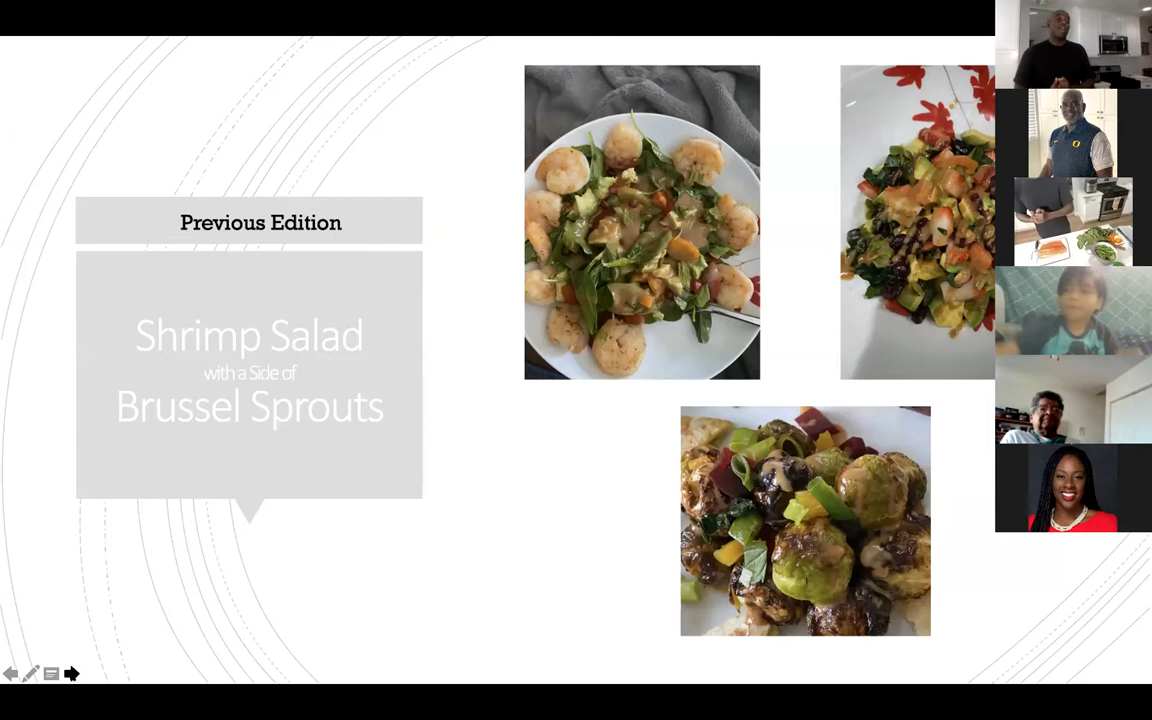 Previous Edition
Shrimp Salad
with a Side of
Brussel Sprouts